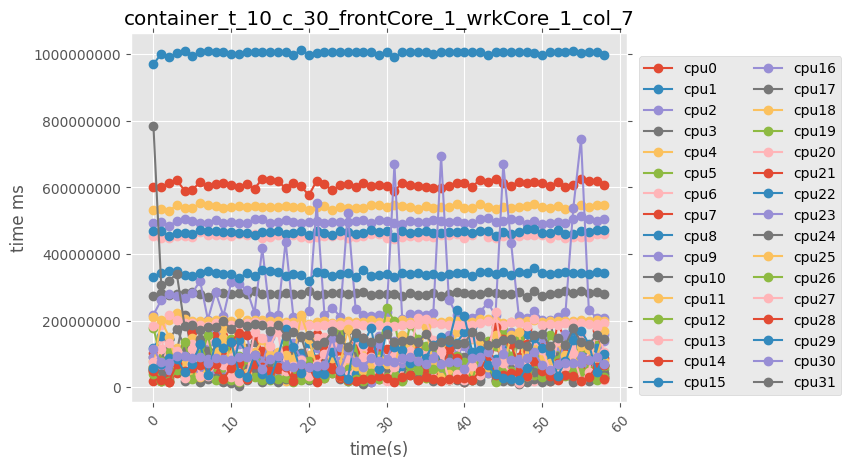 container_t_10_c_30_frontCore_1_wrkCore_1_col_7
1000000000
800000000
600000000
400000000
200000000
0
time ms
0
10
20
30
40
50
60
time(s)
cpu0
cpu1
cpu2
cpu3
cpu4
cpu5
cpu6
cpu7
cpu8
cpu9
cpu10
cpu11
cpu12
cpu13
cpu14
cpu15
cpu16
cpu17
cpu18
cpu19
cpu20
cpu21
cpu22
cpu23
cpu24
cpu25
cpu26
cpu27
cpu28
cpu29
cpu30
cpu31